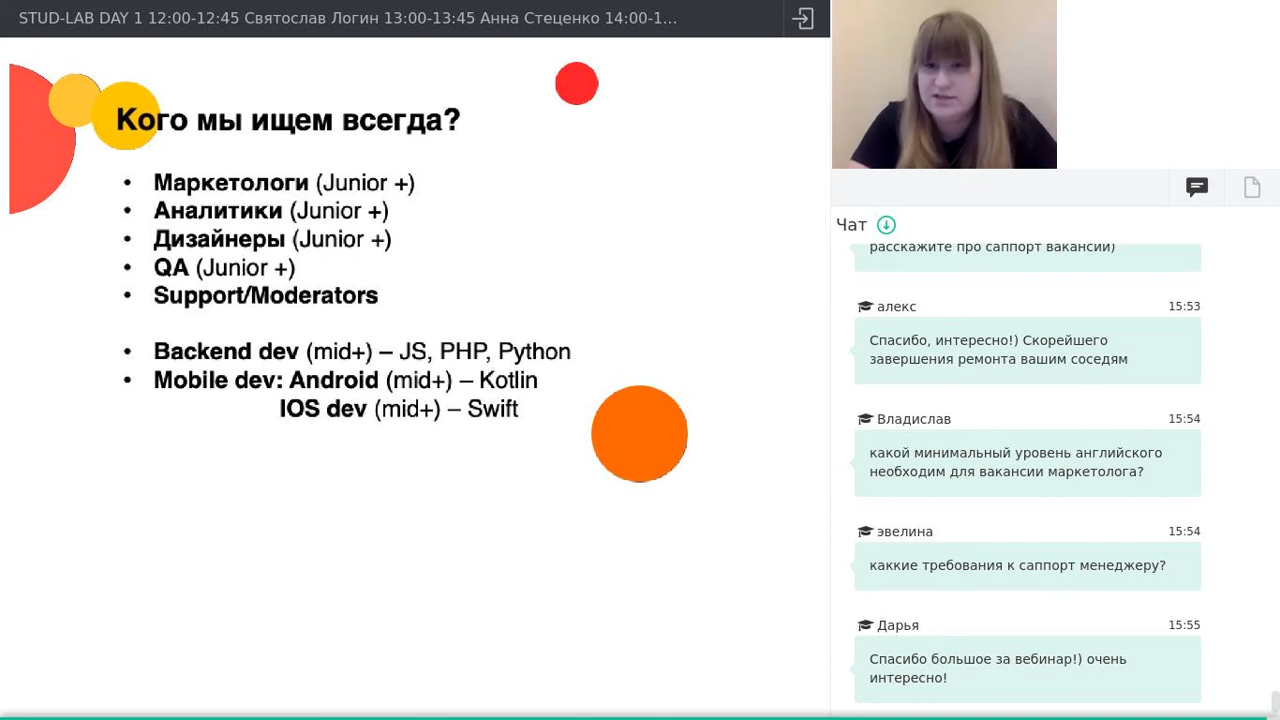 STUD-LAB DAY 1 12:00-12:45 Святослав Логин 13:00-13:45 Анна Стеценко 14:00-1...
Кого мы ищем всегда?
• Маркетологи (Junior +)
• Аналитики (Junior +)
• Дизайнеры (Junior +)
• QA (Junior +)
• Support/Moderators
• Backend dev (mid+) – JS, PHP, Python
• Mobile dev: Android (mid+) – Kotlin
IOS dev (mid+) – Swift
Чат
расскажите про саппорт вакансии)
алекс 15:53
Спасибо, интересно!) Скорейшего
завершения ремонта вашим соседям
Владислав 15:54
какой минимальный уровень английского
необходим для вакансии маркетолога?
эвелина 15:54
каккие требования к саппорт менеджеру?
Дарья 15:55
Спасибо большое за вебинар!) очень
интересно!